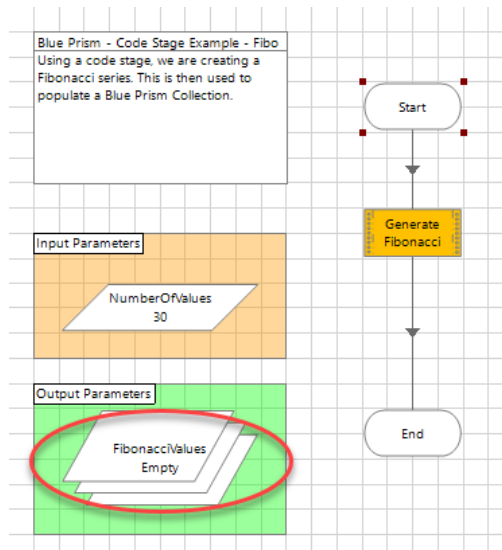 Blue Prism - Code Stage Example - Fibo
Using a code stage, we are creating a
Fibonacci series. This is then used to
populate a Blue Prism Collection.
Start
Generate
Fibonacci
Input Parameters
NumberOfValues
30
Output Parameters
FibonacciValues
Empty
End